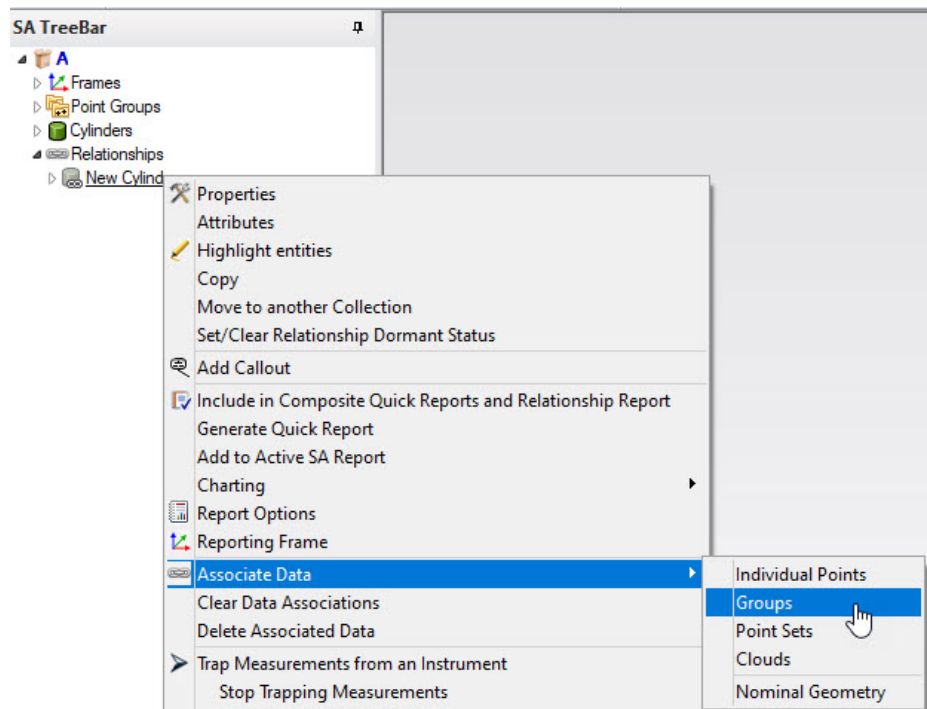 SA TreeBar
A
Frames
Point Groups
Cylinders
Relationships
New Cylind
Properties
Attributes
Highlight entities
Copy
Move to another Collection
Set/Clear Relationship Dormant Status
Add Callout
Include in Composite Quick Reports and Relationship Report
Generate Quick Report
Add to Active SA Report
Charting
Report Options
Reporting Frame
Associate Data
Clear Data Associations
Delete Associated Data
Trap Measurements from an Instrument
Stop Trapping Measurements
Individual Points
Groups
Point Sets
Clouds
Nominal Geometry